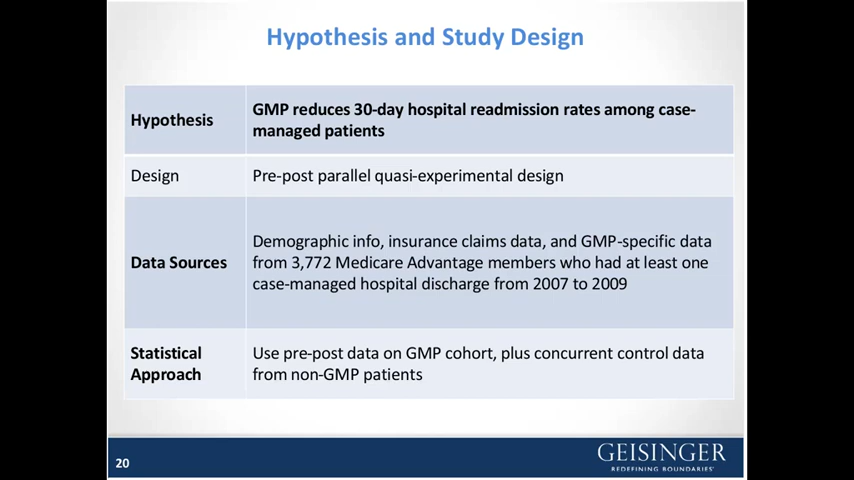 Hypothesis and Study Design
Hypothesis
GMP reduces 30-day hospital readmission rates among case-
managed patients
Design
Pre-post parallel quasi-experimental design
Data Sources
Demographic info, insurance claims data, and GMP-specific data
from 3,772 Medicare Advantage members who had at least one
case-managed hospital discharge from 2007 to 2009
Statistical
Approach
Use pre-post data on GMP cohort, plus concurrent control data
from non-GMP patients
20
GEISINGER
REDEFINING BOUNDARIES